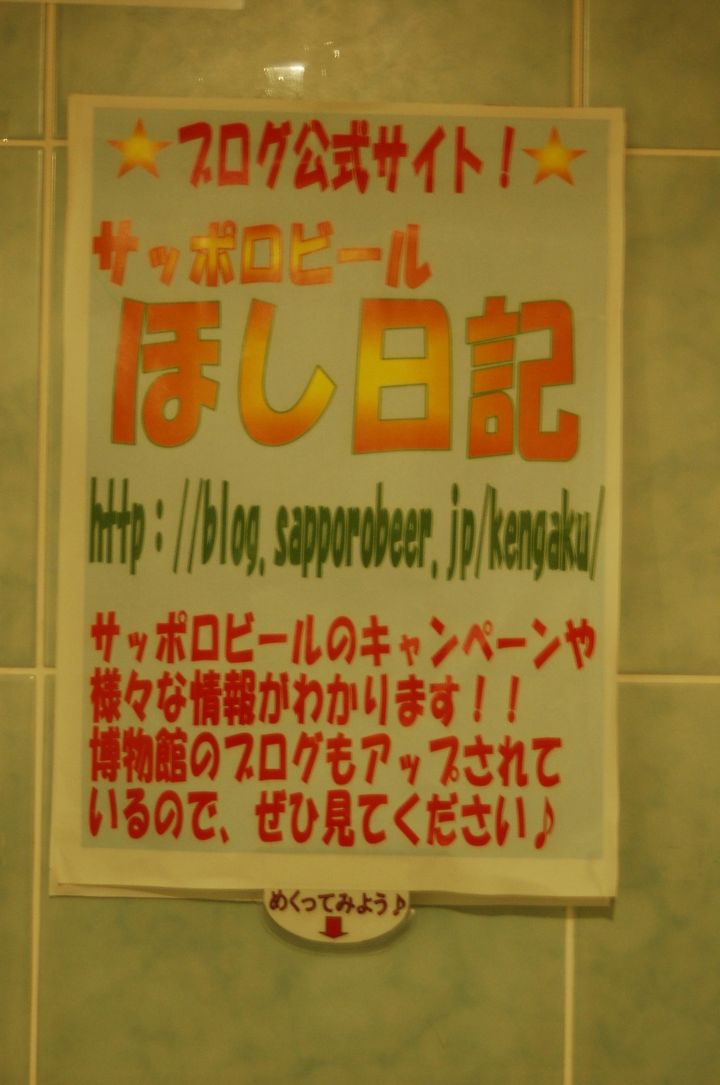 ★ブログ公式サイト！★
サッポロビール
ほし日記
http：//blog.sapporobeer.jp/kengaku/
サッポロビールのキャンペーンや
様々な情報がわかります！！
博物館のブログもアップされて
いるので、ぜひ見てください♪
めくってみよう♪